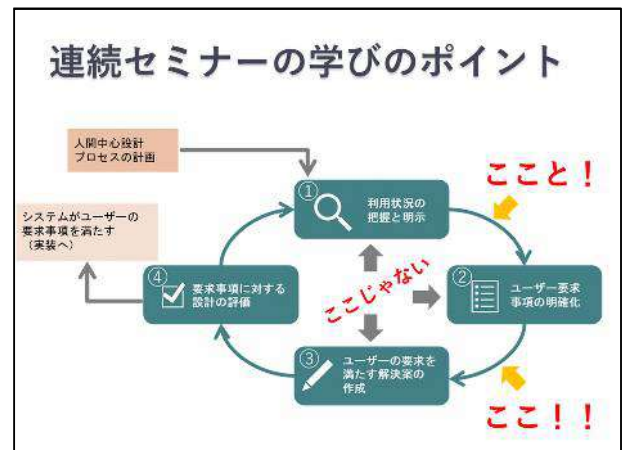 連続セミナーの学びのポイント
人間中心設計
プロセスの計画
ここと！
①
利用状況の
把握と明示
システムがユーザーの
要求事項を満たす
（実装へ）
④
要求事項に対する
設計の評価
ここじゃない
②
ユーザー要求
事項の明確化
③
ユーザーの要求を
満たす解決案の
作成
ここ！！